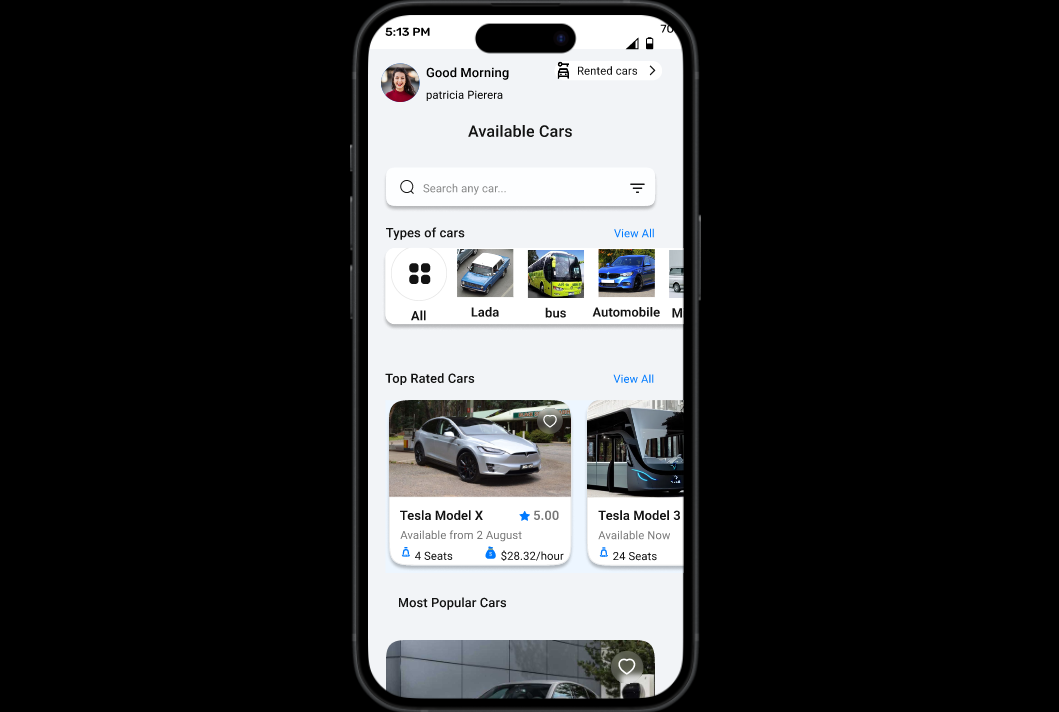 5:13 PM
70
Good Morning
Rented cars
patricia Pierera
Available Cars
Search any car...
Types of cars
View All
All
Lada
bus
Automobile
M
Top Rated Cars
View All
Tesla Model X
5.00
Available from 2 August
4 Seats
$28.32/hour
Tesla Model 3
Available Now
24 Seats
Most Popular Cars